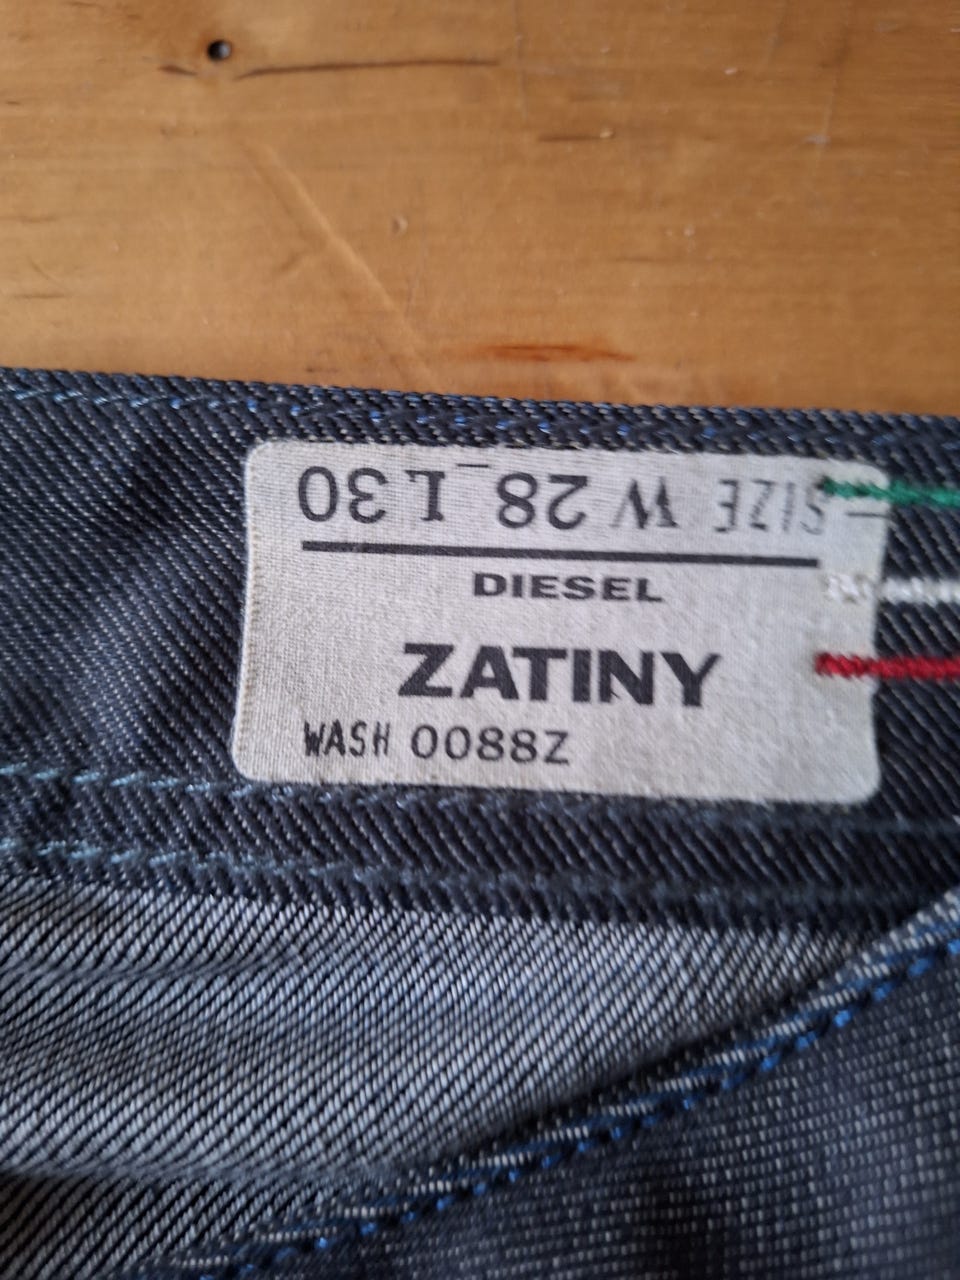 SIZE W 28 L 30
DIESEL
ZATINY
WASH 0088Z